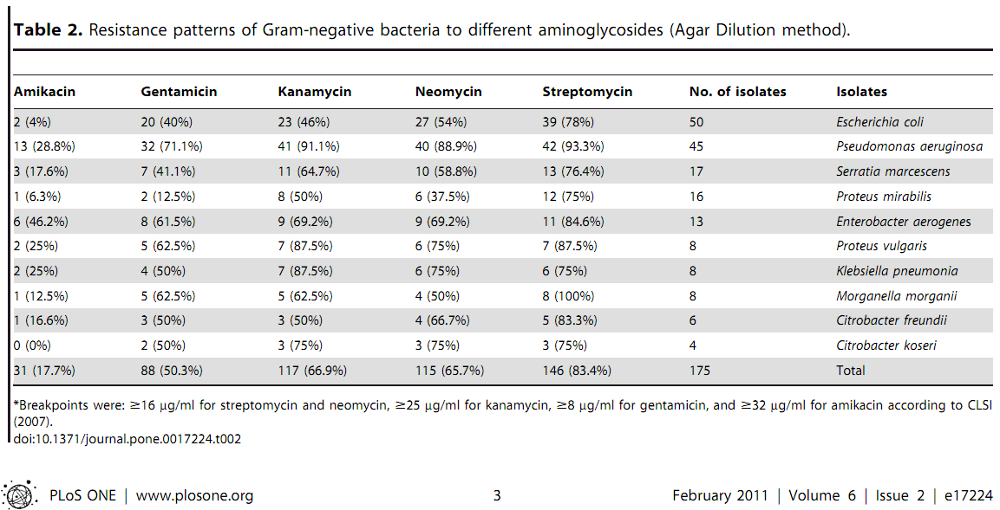 Table 2. Resistance patterns of Gram-negative bacteria to different aminoglycosides (Agar Dilution method).
Amikacin Gentamicin Kanamycin Neomycin Streptomycin No. of isolates Isolates
2 (4%) 20 (40%) 23 (46%) 27 (54%) 39 (78%) 50 Escherichia coli
13 (28.8%) 32 (71.1%) 41 (91.1%) 40 (88.9%) 42 (93.3%) 45 Pseudomonas aeruginosa
3 (17.6%) 7 (41.1%) 11 (64.7%) 10 (58.8%) 13 (76.4%) 17 Serratia marcescens
1 (6.3%) 2 (12.5%) 8 (50%) 6 (37.5%) 12 (75%) 16 Proteus mirabilis
6 (46.2%) 8 (61.5%) 9 (69.2%) 9 (69.2%) 11 (84.6%) 13 Enterobacter aerogenes
2 (25%) 5 (62.5%) 7 (87.5%) 6 (75%) 7 (87.5%) 8 Proteus vulgaris
2 (25%) 4 (50%) 7 (87.5%) 6 (75%) 6 (75%) 8 Klebsiella pneumonia
1 (12.5%) 5 (62.5%) 5 (62.5%) 4 (50%) 8 (100%) 8 Morganella morganii
1 (16.6%) 3 (50%) 3 (50%) 4 (66.7%) 5 (83.3%) 6 Citrobacter freundii
0 (0%) 2 (50%) 3 (75%) 3 (75%) 3 (75%) 4 Citrobacter koseri
31 (17.7%) 88 (50.3%) 117 (66.9%) 115 (65.7%) 146 (83.4%) 175 Total
*Breakpoints were: ≥16 μg/ml for streptomycin and neomycin, ≥25 μg/ml for kanamycin, ≥8 μg/ml for gentamicin, and ≥32 μg/ml for amikacin according to CLSI
(2007).
doi:10.1371/journal.pone.0017224.t002
PLoS ONE | www.plosone.org 3 February 2011 | Volume 6 | Issue 2 | e17224